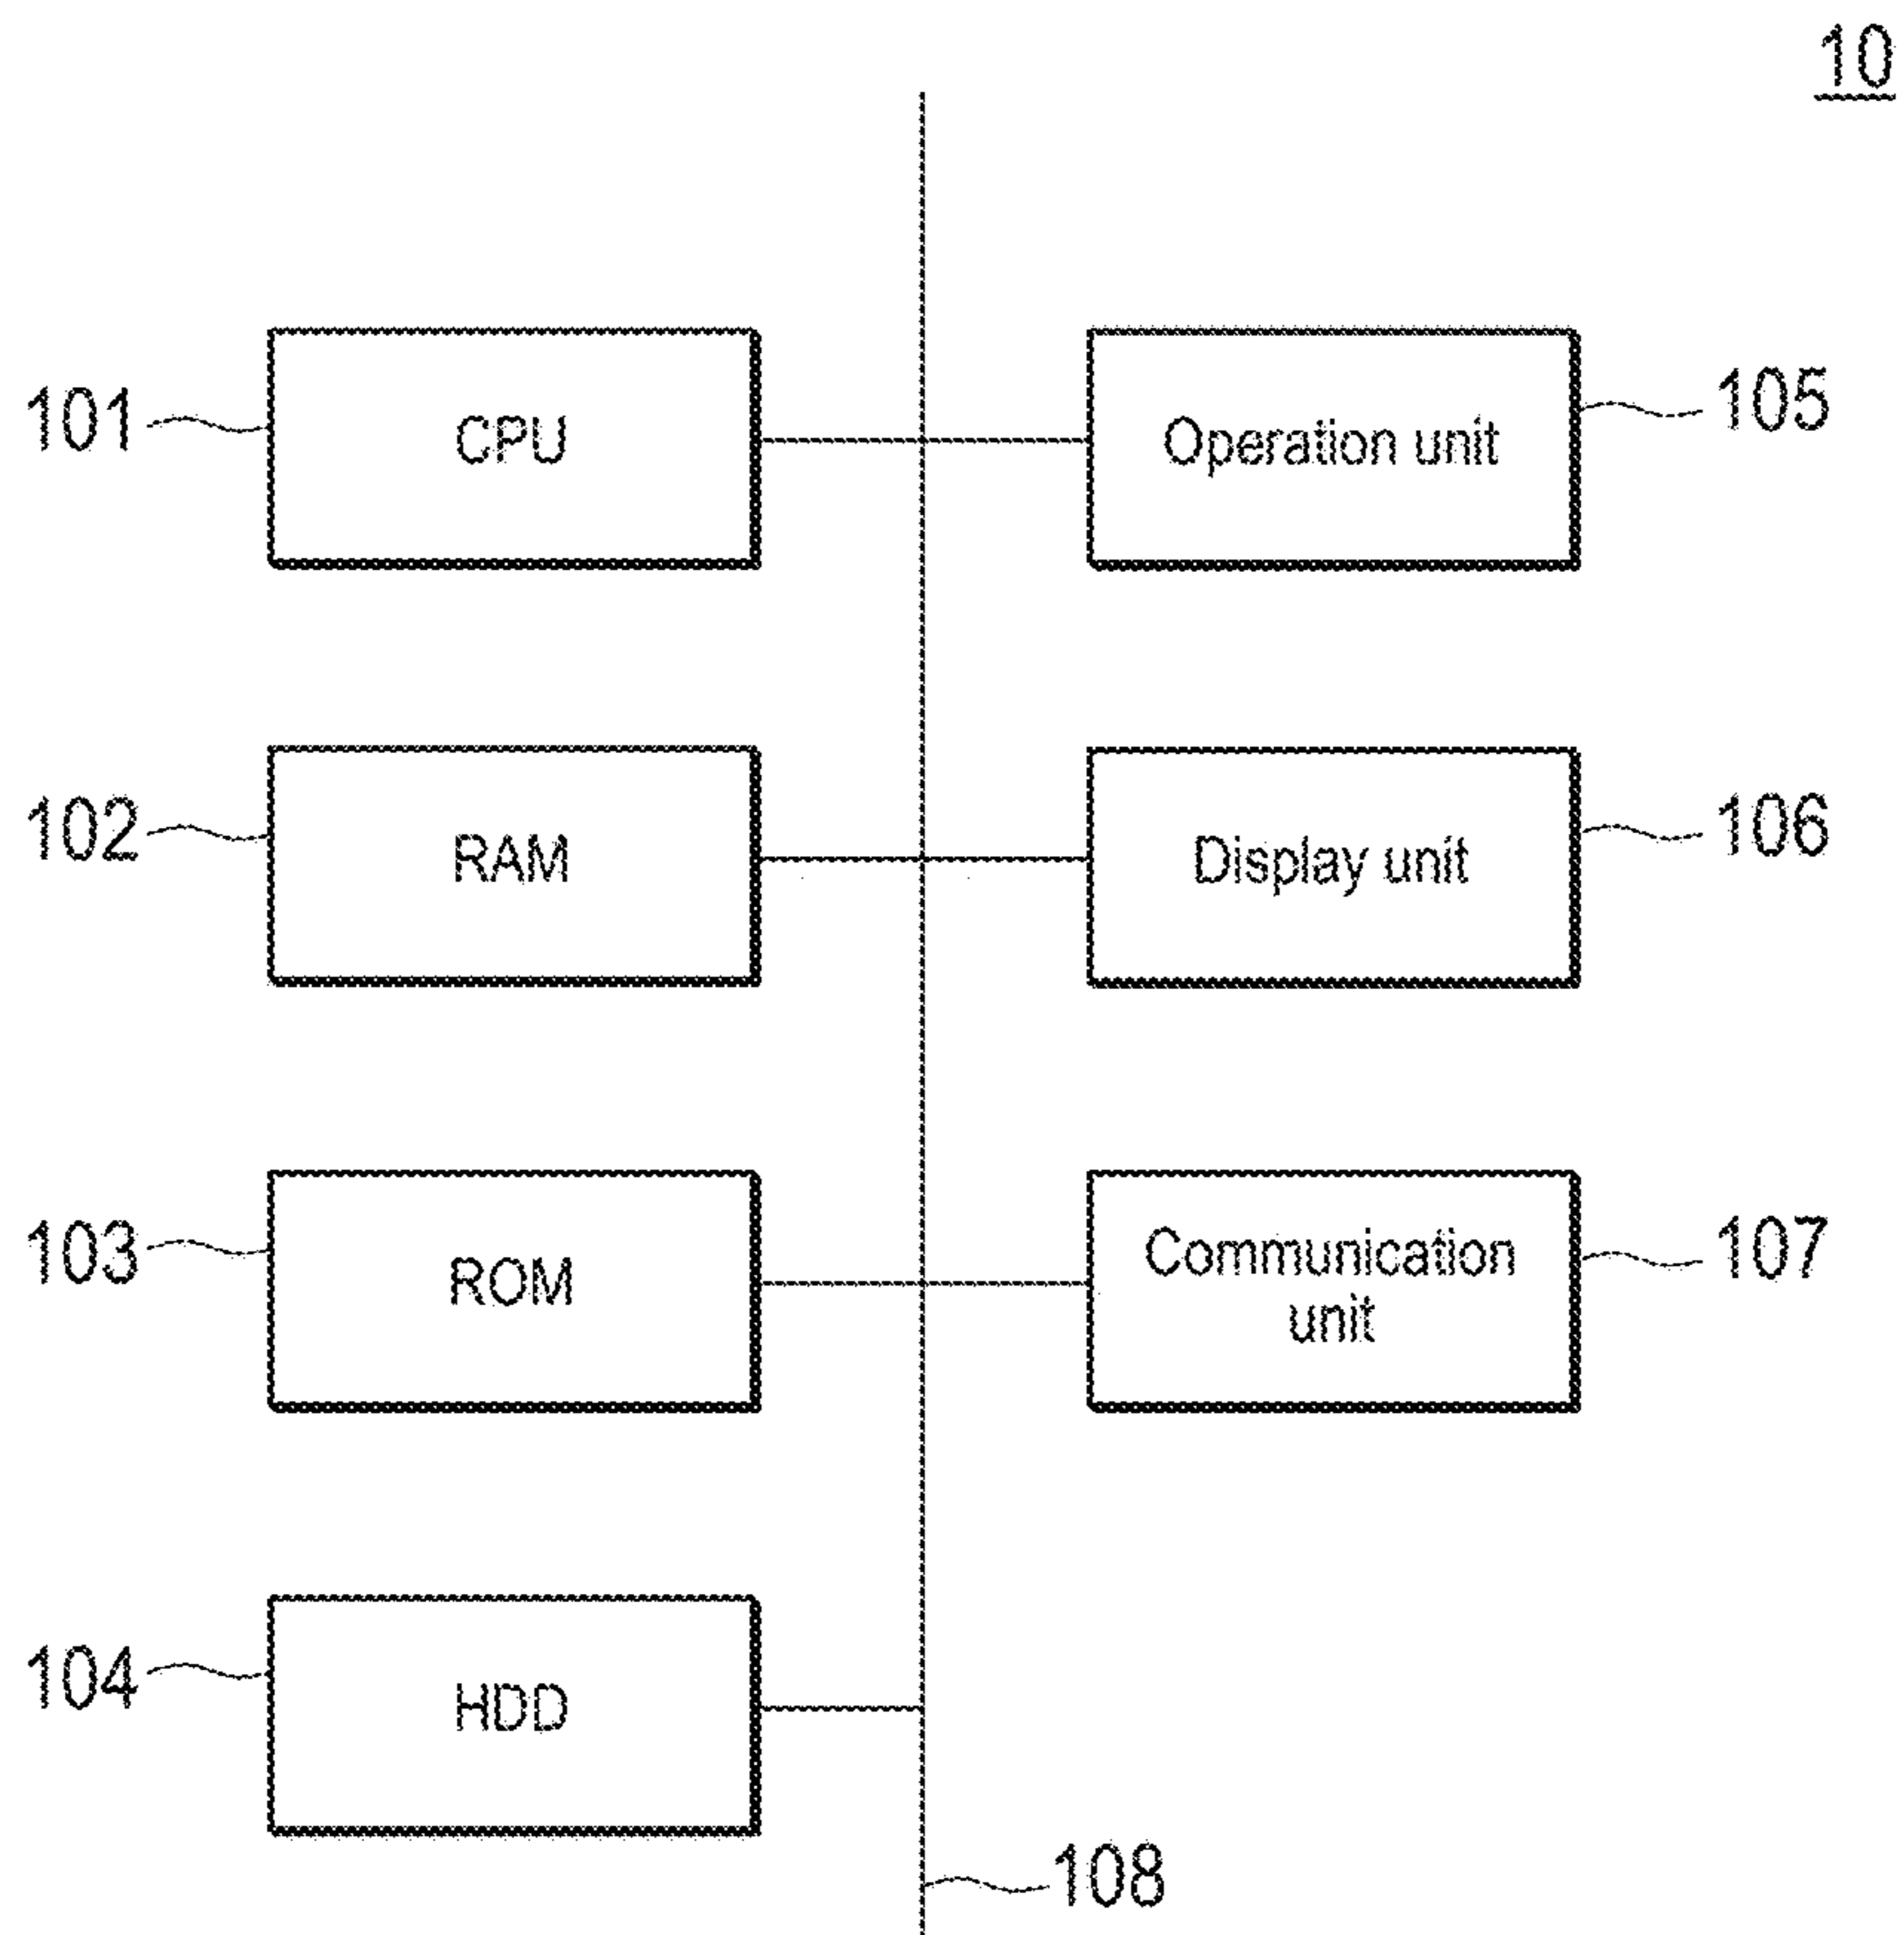 10
101
CPU
Operation unit
105
102
RAM
Display unit
106
103
ROM
Communication
unit
107
104
HDD
108